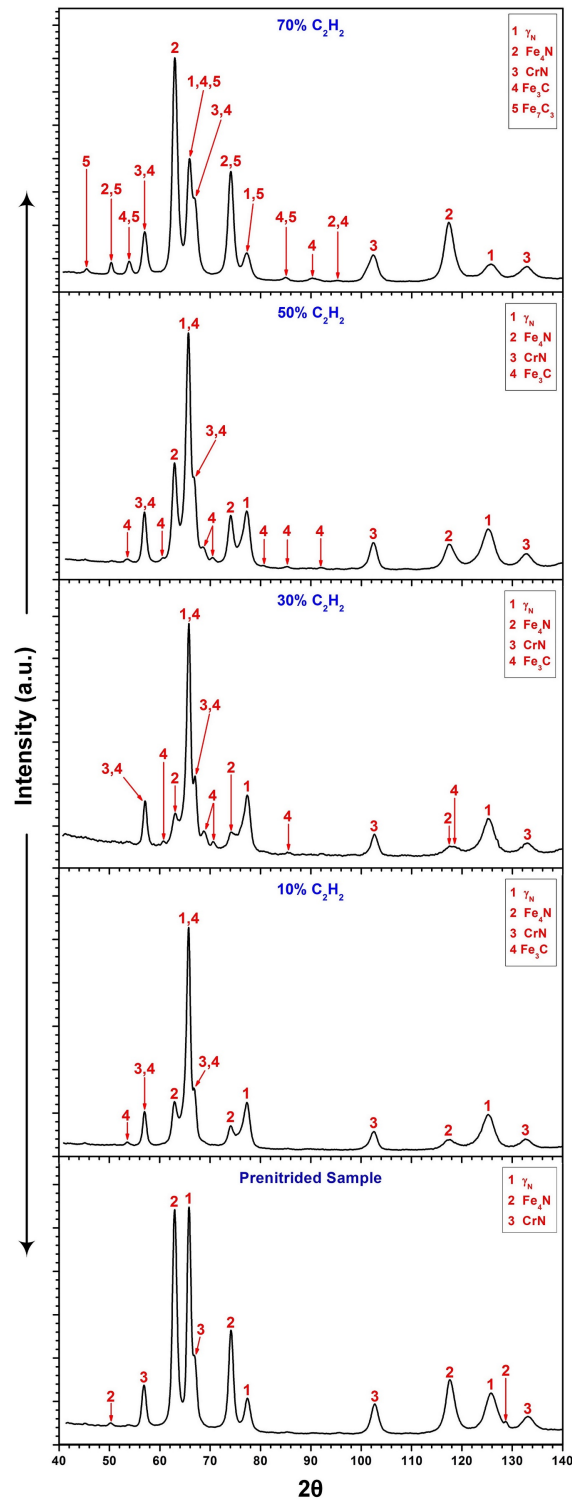 70% C₂H₂
1 γN
2 Fe₄N
3 CrN
4 Fe₃C
5 Fe₇C₃
2
1,4,5
3,4
5
2,5
4,5
3,4
2,5
1,5
4,5
4
2,4
3
2
1
3
50% C₂H₂
1 γN
2 Fe₄N
3 CrN
4 Fe₃C
1,4
3,4
2
3,4
4
4
4
2
1
4
4
4
3
2
1
3
30% C₂H₂
1 γN
2 Fe₄N
3 CrN
4 Fe₃C
1,4
3,4
3,4
4
2
4
2
1
4
3
2
4
1
3
10% C₂H₂
1 γN
2 Fe₄N
3 CrN
4 Fe₃C
1,4
3,4
3,4
4
2
2
1
3
2
1
3
Prenitrided Sample
1 γN
2 Fe₄N
3 CrN
2
1
3
2
3
2
1
3
2
1
2
3
40 50 60 70 80 90 100 110 120 130 140
2θ
Intensity (a.u.)